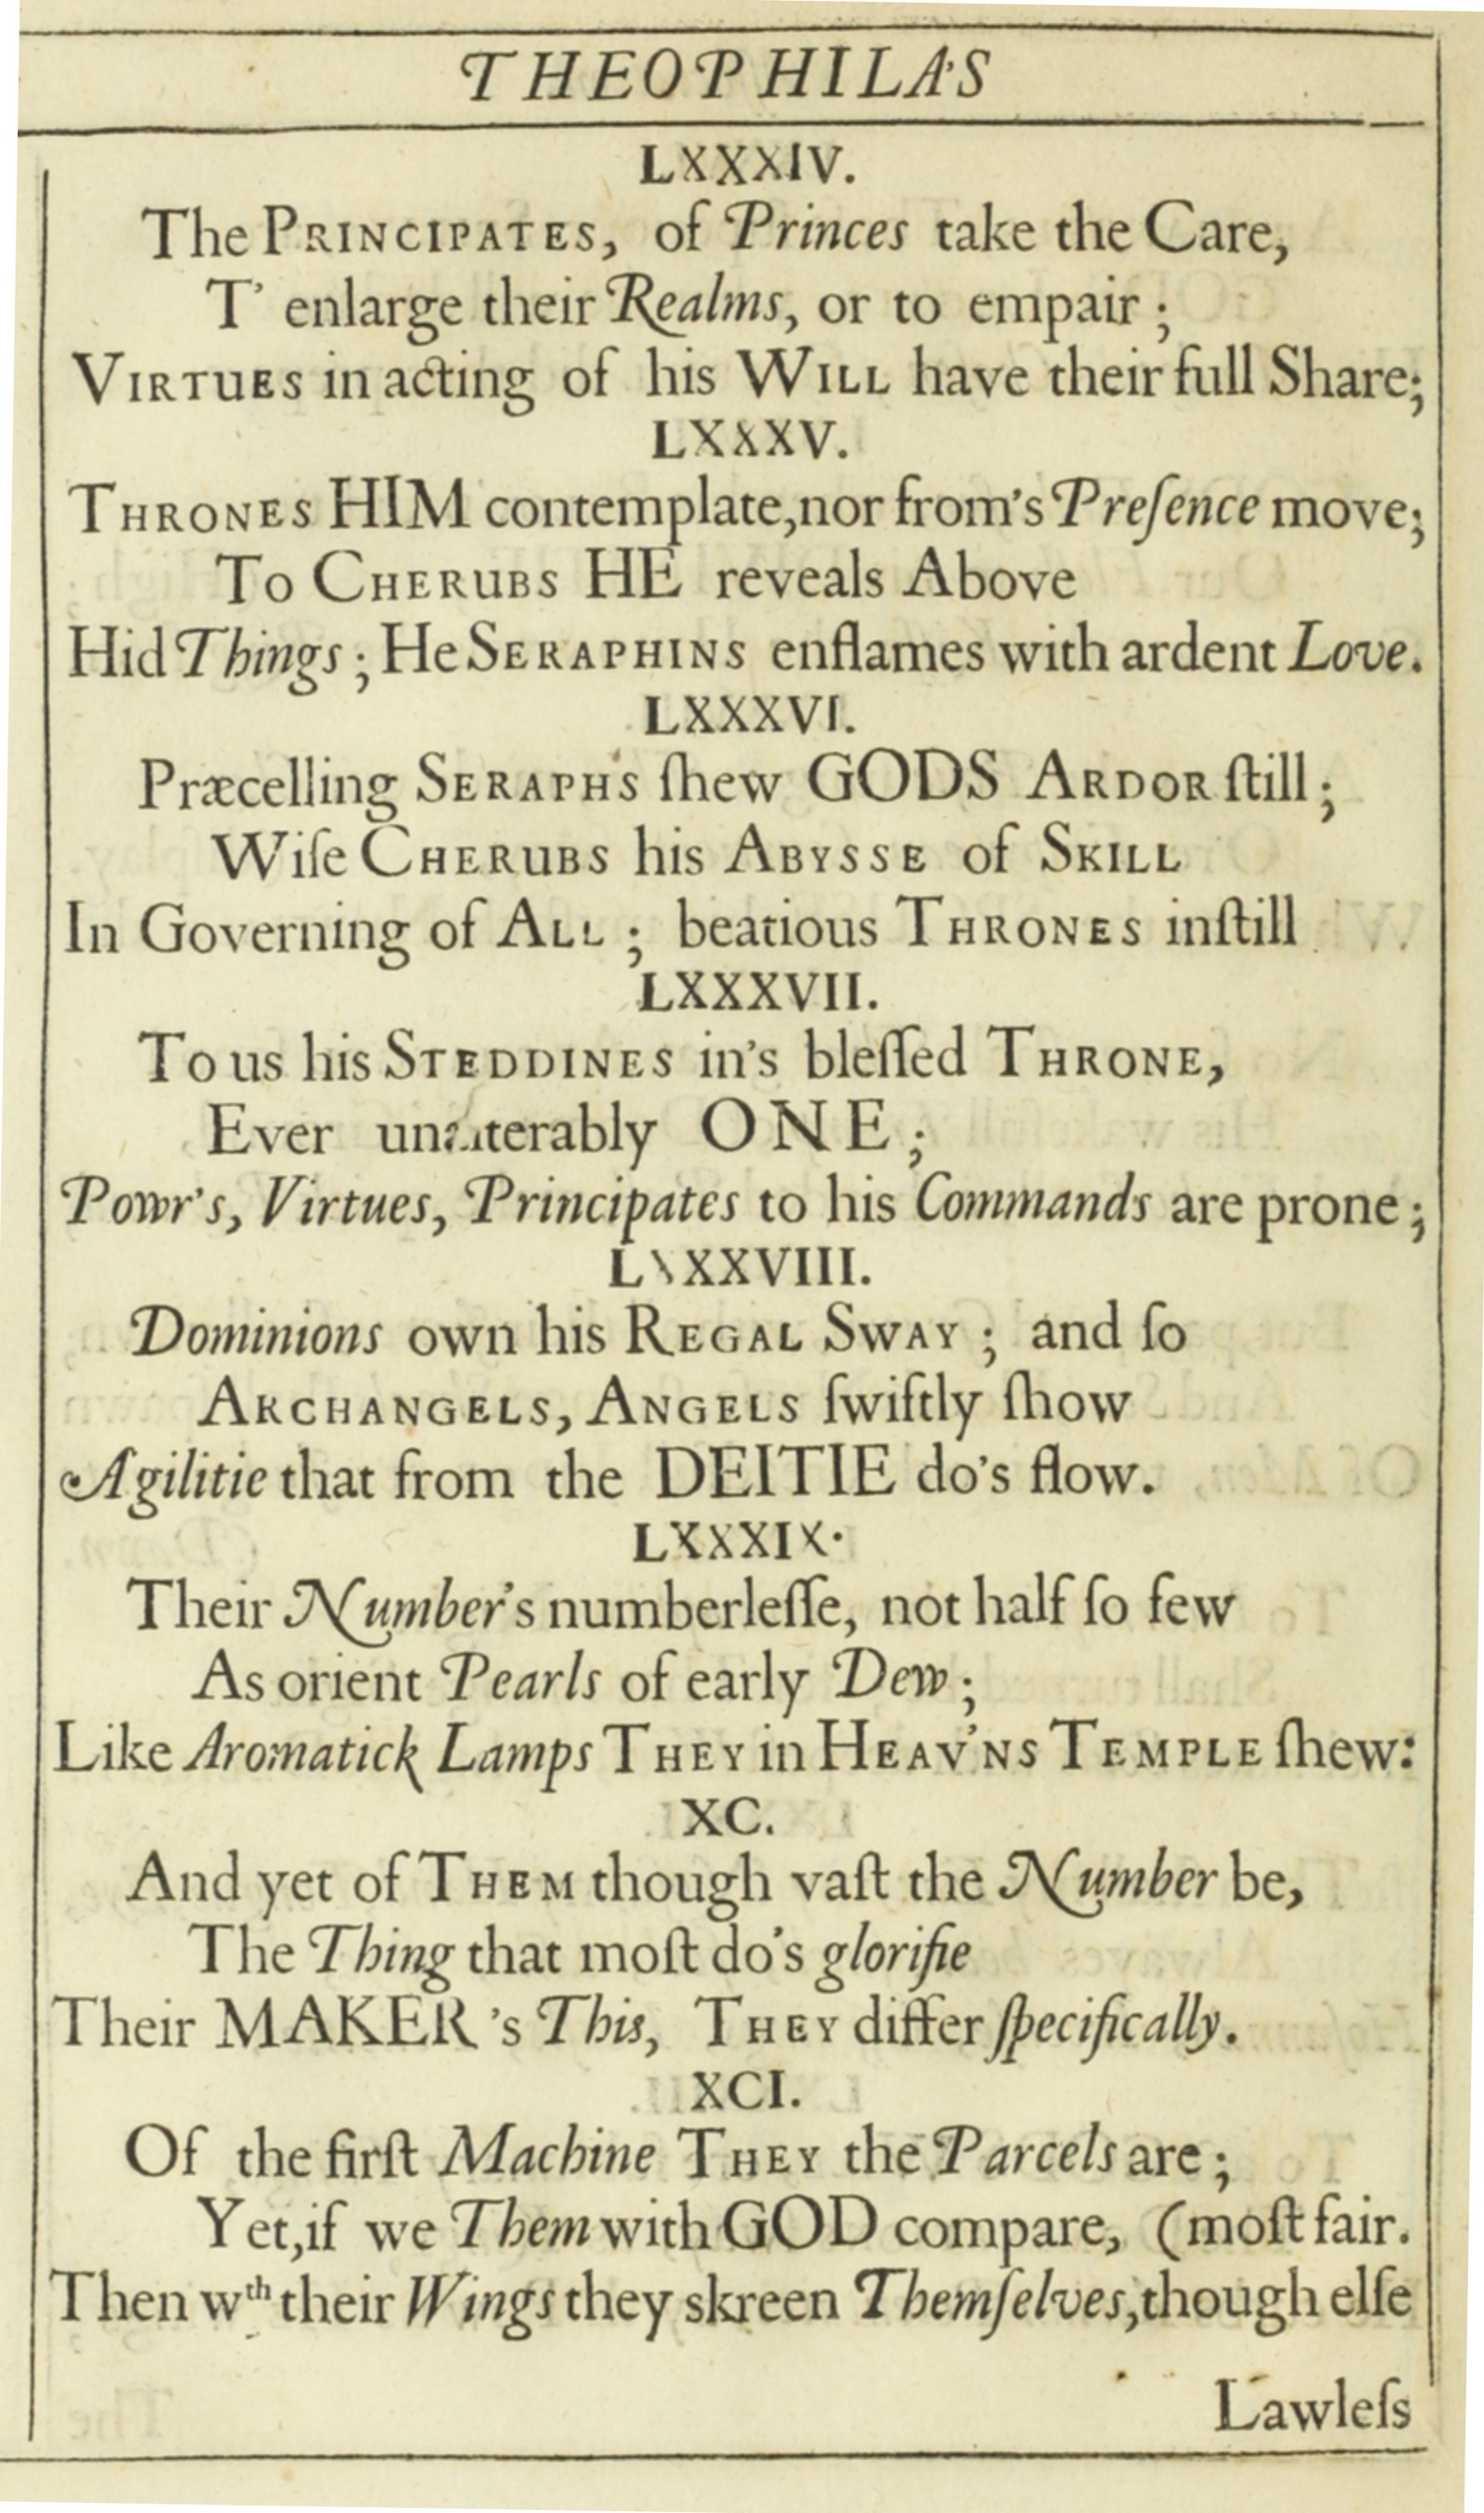 THEOPHILA'S
LXXXIV.
The PRINCIPATES, of Princes take the Care,
T' enlarge their Realms, or to empair ;
VIRTUES in acting of his WILL have their full Share;
LXXXV.
THRONES HIM contemplate, nor from's Preſence move;
To CHERUBS HE reveals Above
Hid Things ; He SERAPHINS enflames with ardent Love.
LXXXVI.
Præcelling SERAPH'S ſhew GODS ARDOR ſtill ;
Wiſe CHERUBS his ABYSSE of SKILL
In Governing of ALL ; beatious THRONES inſtill
LXXXVII.
To us his STEDDINES in's bleſſed THRONE,
Ever unalterably ONE ;
Powr's, Virtues, Principates to his Commands are prone ;
LXXXVIII.
Dominions own his REGAL SWAY ; and ſo
ARCHANGELS, ANGELS ſwiftly ſhow
Agilitie that from the DEITIE do's flow.
LXXXIX.
Their Number's numberleſſe, not half ſo few
As orient Pearls of early Dew ;
Like Aromatick Lamps THEY in HEAV'NS TEMPLE ſhew:
XC.
And yet of THEM though vaſt the Number be,
The Thing that moſt do's glorifie
Their MAKER 's This, THEY differ ſpecifically.
XCI.
Of the firſt Machine THEY the Parcels are ;
Yet, if we Them with GOD compare, (moſt fair.
Then wth their Wings they skreen Themſelves, though elſe
Lawleſs